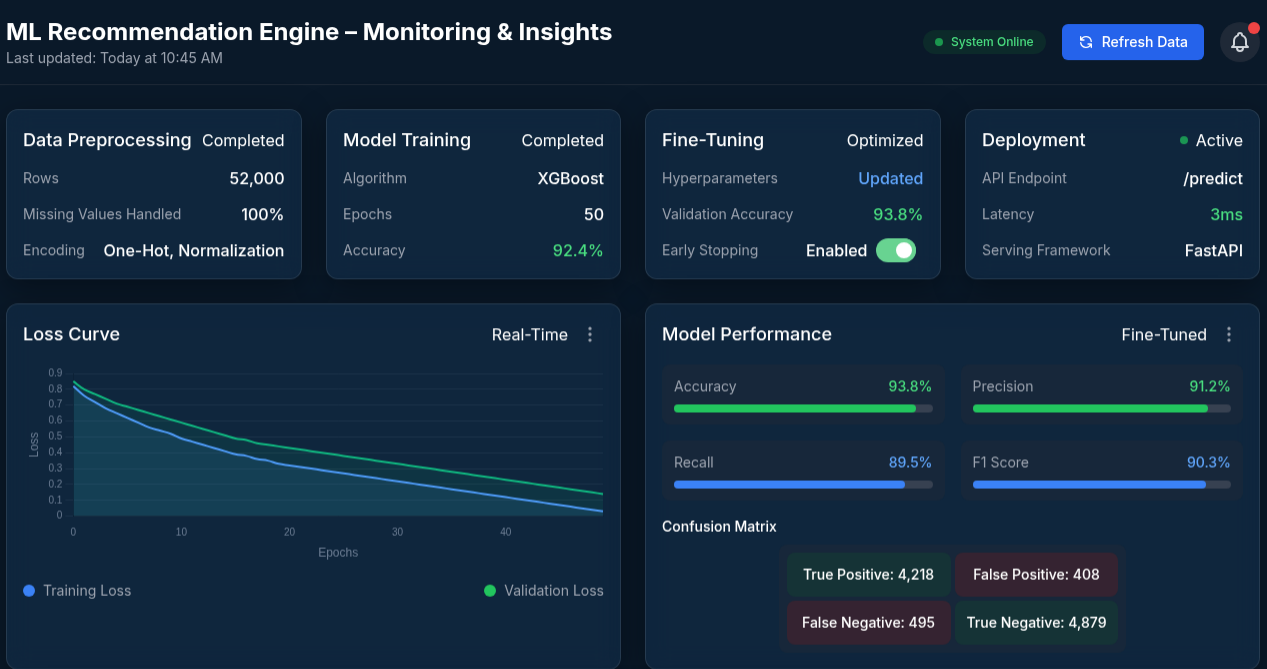 ML Recommendation Engine – Monitoring & Insights
Last updated: Today at 10:45 AM
System Online
Refresh Data
Data Preprocessing Completed
Rows 52,000
Missing Values Handled 100%
Encoding One-Hot, Normalization
Model Training Completed
Algorithm XGBoost
Epochs 50
Accuracy 92.4%
Fine-Tuning Optimized
Hyperparameters Updated
Validation Accuracy 93.8%
Early Stopping Enabled
Deployment Active
API Endpoint /predict
Latency 3ms
Serving Framework FastAPI
Loss Curve Real-Time
0.9
0.8
0.7
0.6
0.5
0.4
0.3
0.2
0.1
0
Loss
0 10 20 30 40
Epochs
Training Loss Validation Loss
Model Performance Fine-Tuned
Accuracy 93.8%
Precision 91.2%
Recall 89.5%
F1 Score 90.3%
Confusion Matrix
True Positive: 4,218 False Positive: 408
False Negative: 495 True Negative: 4,879